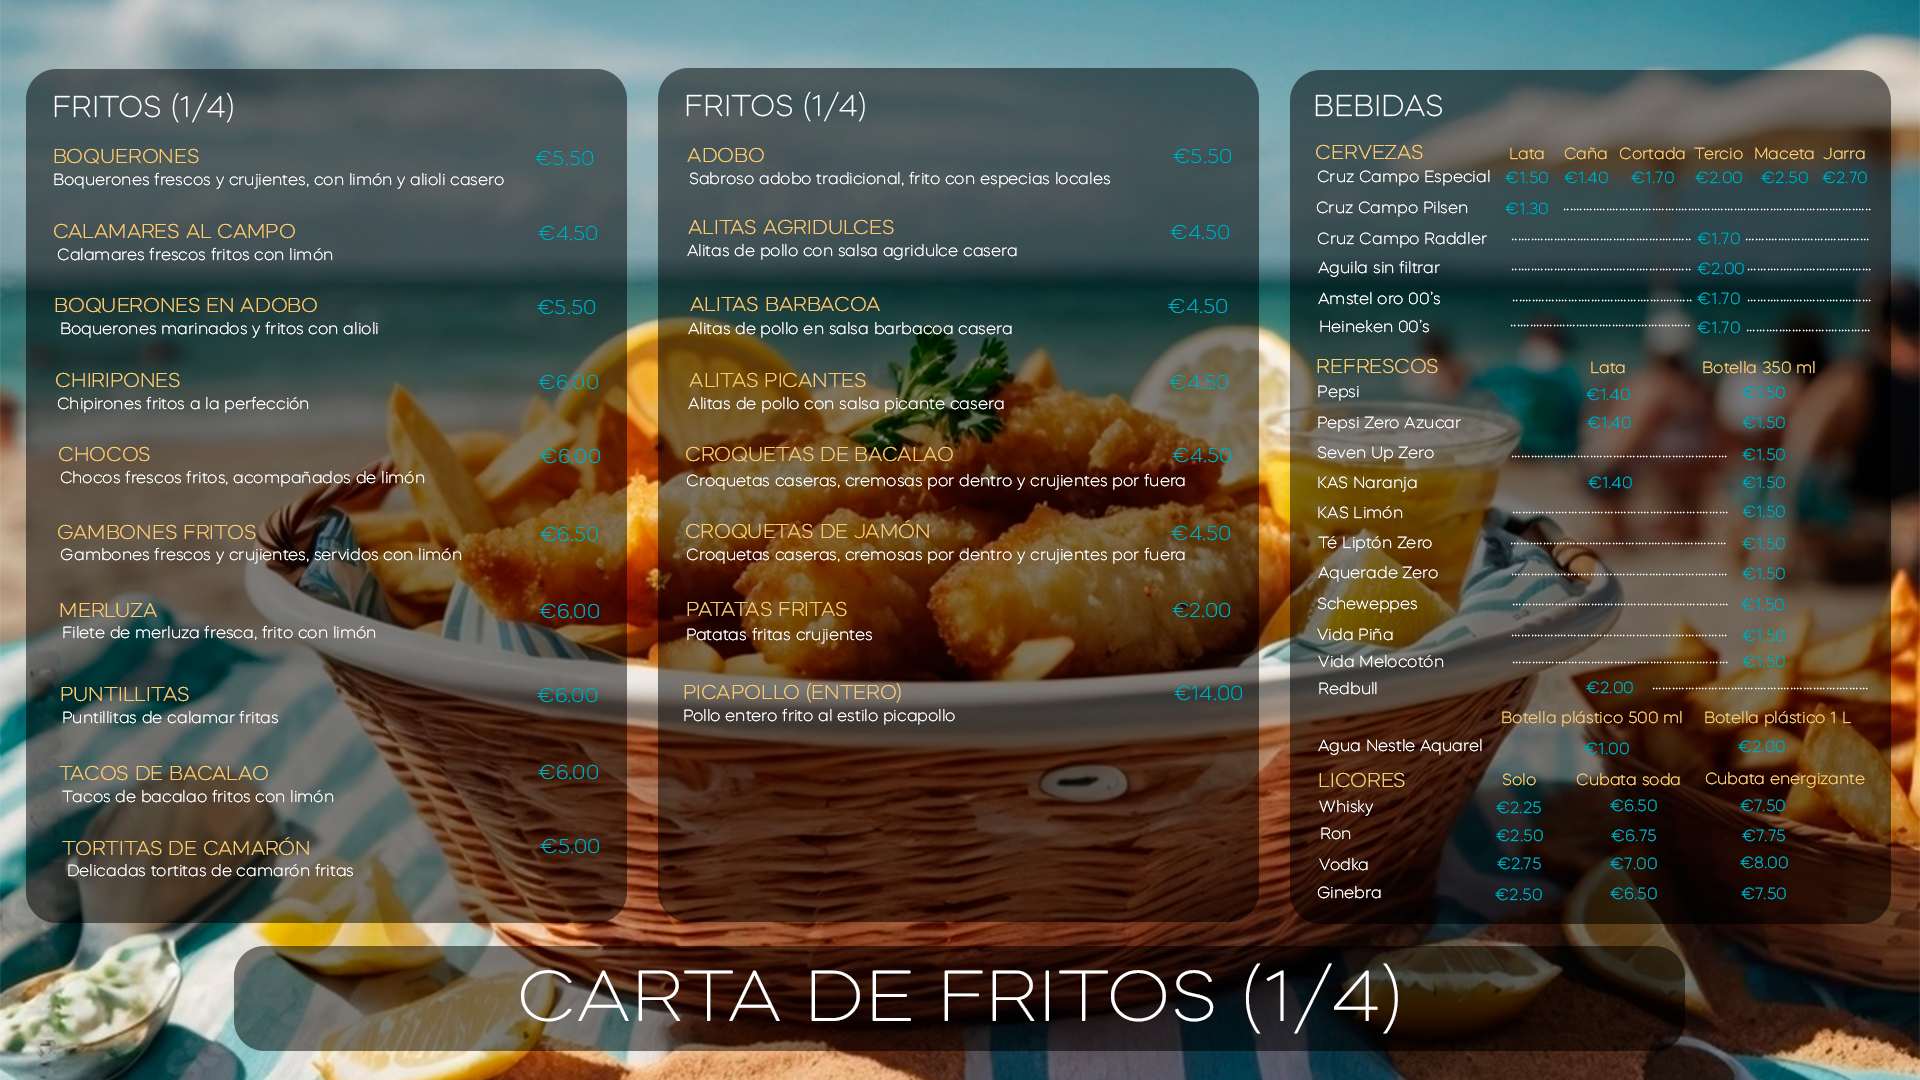 FRITOS (1/4)
BOQUERONES €5.50
Boquerones frescos y crujientes, con limón y alioli casero
CALAMARES AL CAMPO €4.50
Calamares frescos fritos con limón
BOQUERONES EN ADOBO €5.50
Boquerones marinados y fritos con alioli
CHIRIPONES €6.00
Chipirones fritos a la perfección
CHOCOS €6.00
Chocos frescos fritos, acompañados de limón
GAMBONES FRITOS €6.50
Gambones frescos y crujientes, servidos con limón
MERLUZA €6.00
Filete de merluza fresca, frito con limón
PUNTILLITAS €6.00
Puntillitas de calamar fritas
TACOS DE BACALAO €6.00
Tacos de bacalao fritos con limón
TORTITAS DE CAMARÓN €5.00
Delicadas tortitas de camarón fritas
FRITOS (1/4)
ADOBO €5.50
Sabroso adobo tradicional, frito con especias locales
ALITAS AGRIDULCES €4.50
Alitas de pollo con salsa agridulce casera
ALITAS BARBACOA €4.50
Alitas de pollo en salsa barbacoa casera
ALITAS PICANTES €4.50
Alitas de pollo con salsa picante casera
CROQUETAS DE BACALAO €4.50
Croquetas caseras, cremosas por dentro y crujientes por fuera
CROQUETAS DE JAMÓN €4.50
Croquetas caseras, cremosas por dentro y crujientes por fuera
PATATAS FRITAS €2.00
Patatas fritas crujientes
PICAPOLLO (ENTERO) €14.00
Pollo entero frito al estilo picapollo
BEBIDAS
CERVEZAS Lata Caña Cortada Tercio Maceta Jarra
Cruz Campo Especial €1.50 €1.40 €1.70 €2.00 €2.50 €2.70
Cruz Campo Pilsen €1.30
Cruz Campo Raddler €1.70
Aguila sin filtrar €2.00
Amstel oro 00's €1.70
Heineken 00's €1.70
REFRESCOS Lata Botella 350 ml
Pepsi €1.40 €1.50
Pepsi Zero Azucar €1.40 €1.50
Seven Up Zero €1.50
KAS Naranja €1.40 €1.50
KAS Limón €1.50
Té Liptón Zero €1.50
Aquerade Zero €1.50
Scheweppes €1.50
Vida Piña €1.50
Vida Melocotón €1.50
Redbull €2.00
Botella plástico 500 ml Botella plástico 1 L
Agua Nestle Aquarel €1.00 €2.00
LICORES Solo Cubata soda Cubata energizante
Whisky €2.25 €6.50 €7.50
Ron €2.50 €6.75 €7.75
Vodka €2.75 €7.00 €8.00
Ginebra €2.50 €6.50 €7.50
CARTA DE FRITOS (1/4)